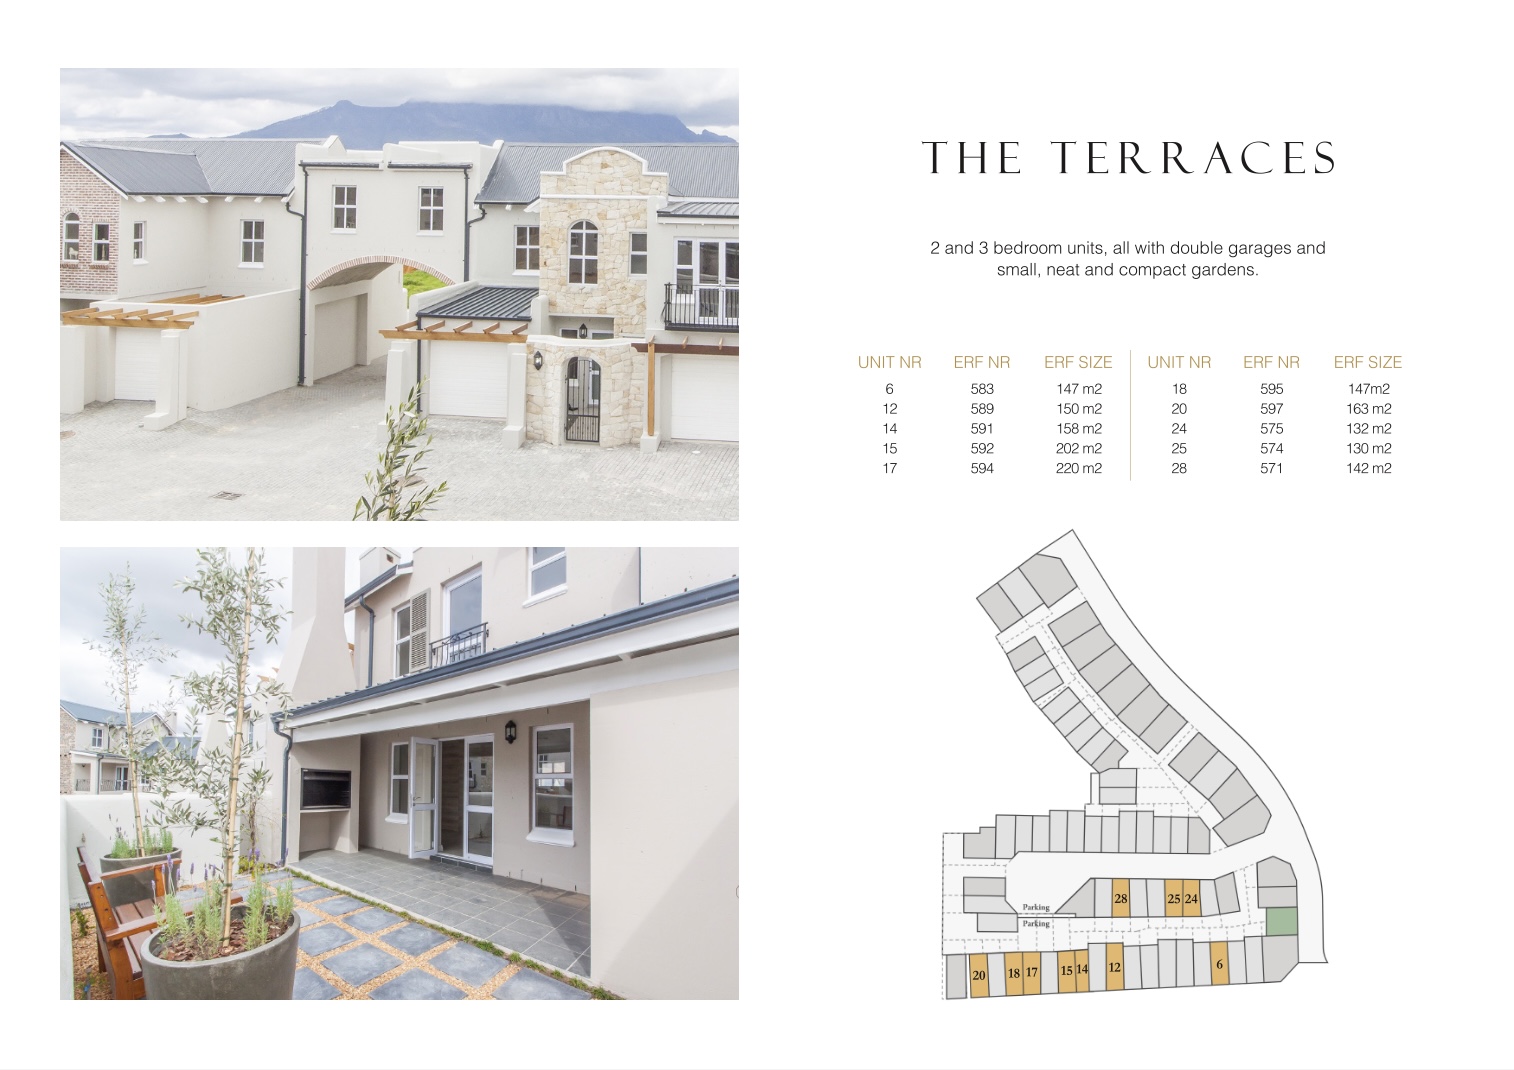 THE TERRACES
2 and 3 bedroom units, all with double garages and
small, neat and compact gardens.
UNIT NR ERF NR ERF SIZE
6 583 147 m2
12 589 150 m2
14 591 158 m2
15 592 202 m2
17 594 220 m2
UNIT NR ERF NR ERF SIZE
18 595 147m2
20 597 163 m2
24 575 132 m2
25 574 130 m2
28 571 142 m2
28 25 24
Parking
Parking
20 18 17 15 14 12 6